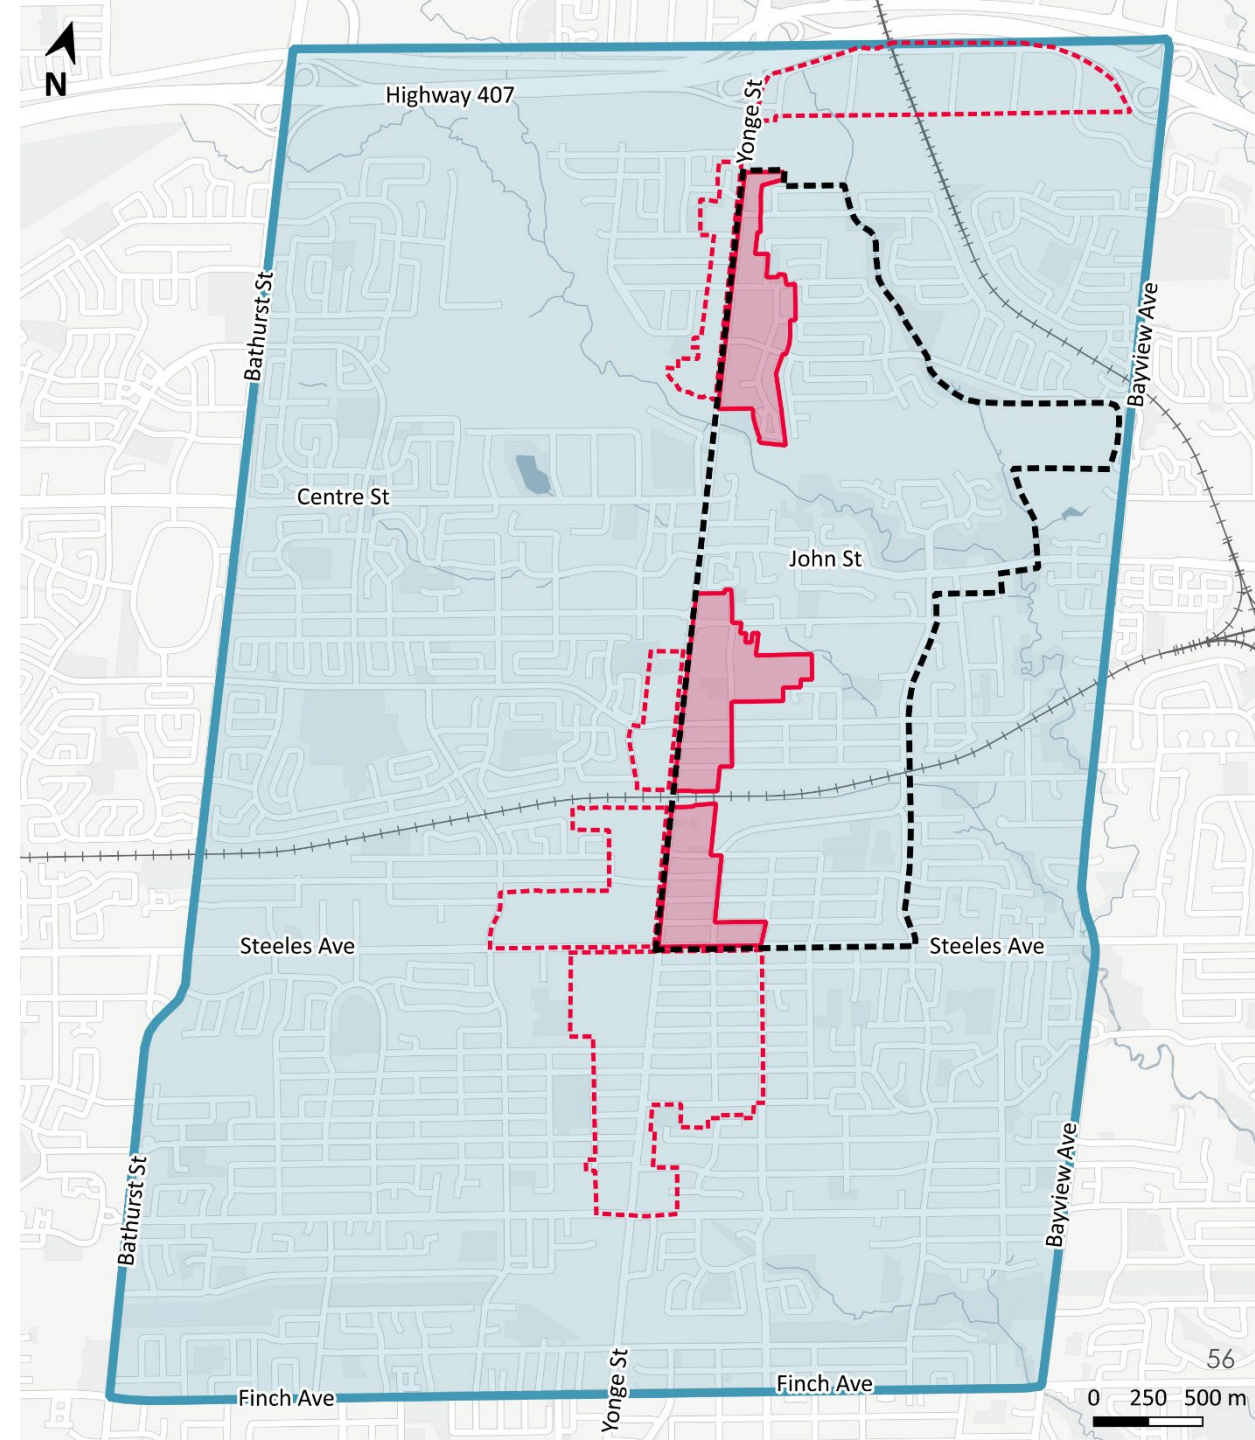 N
Highway 407
Yonge St
Bathurst St
Bayview Ave
Centre St
John St
Steeles Ave
Steeles Ave
Bathurst St
Bayview Ave
Yonge St
Finch Ave
Finch Ave
56
0 250 500 m